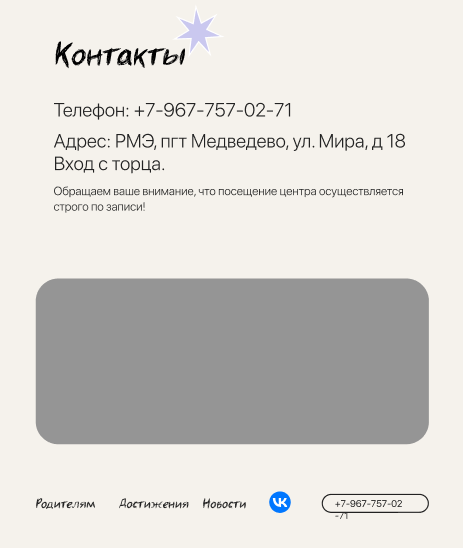 Контакты
Телефон: +7-967-757-02-71
Адрес: РМЭ, пгт Медведево, ул. Мира, д 18
Вход с торца.
Обращаем ваше внимание, что посещение центра осуществляется
строго по записи!
Родителям Достижения Новости +7-967-757-02
-71